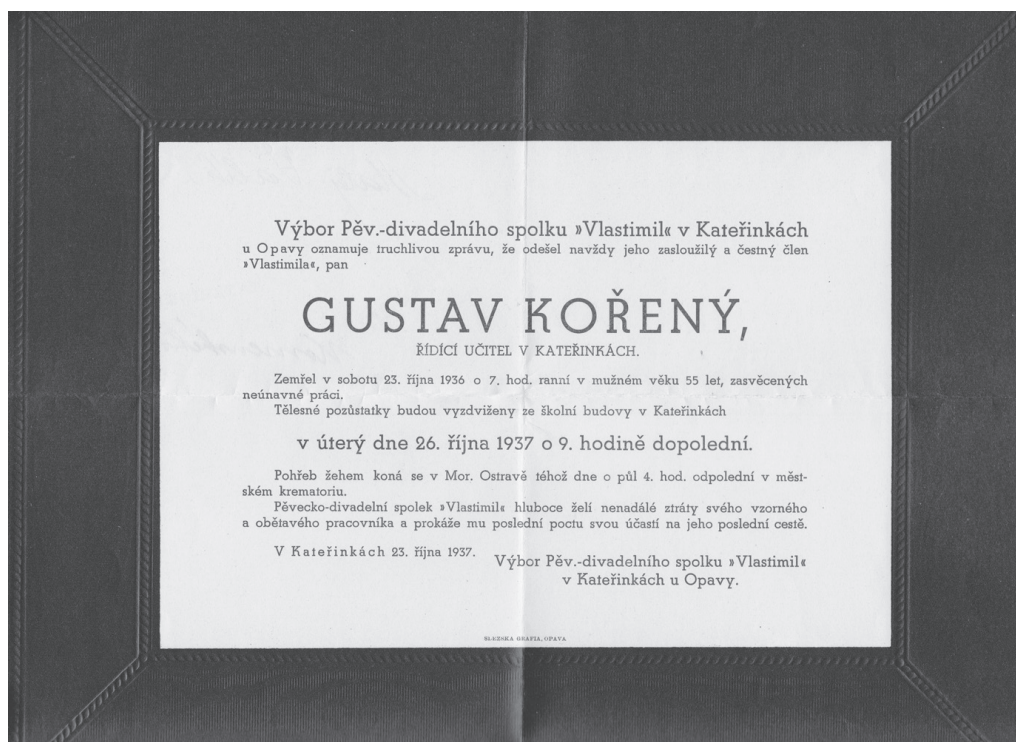 Výbor Pěv.-divadelního spolku »Vlastimil« v Kateřinkách
u Opavy oznamuje truchlivou zprávu, že odešel navždy jeho zasloužilý a čestný člen
»Vlastimila«, pan
GUSTAV KOŘENÝ,
ŘÍDÍCÍ UČITEL V KATEŘINKÁCH.
Zemřel v sobotu 23. října 1936 o 7. hod. ranní v mužném věku 55 let, zasvěcených
neúnavné práci.
Tělesné pozůstatky budou vyzdviženy ze školní budovy v Kateřinkách
v úterý dne 26. října 1937 o 9. hodině dopolední.
Pohřeb žehem koná se v Mor. Ostravě téhož dne o půl 4. hod. odpolední v měst-
ském krematoriu.
Pěvecko-divadelní spolek »Vlastimil« hluboce želí nenadálé ztráty svého vzorného
a obětavého pracovníka a prokáže mu poslední poctu svou účastí na jeho poslední cestě.
V Kateřinkách 23. října 1937.
Výbor Pěv.-divadelního spolku »Vlastimil«
v Kateřinkách u Opavy.
SLEZSKÁ GRAFIA, OPAVA